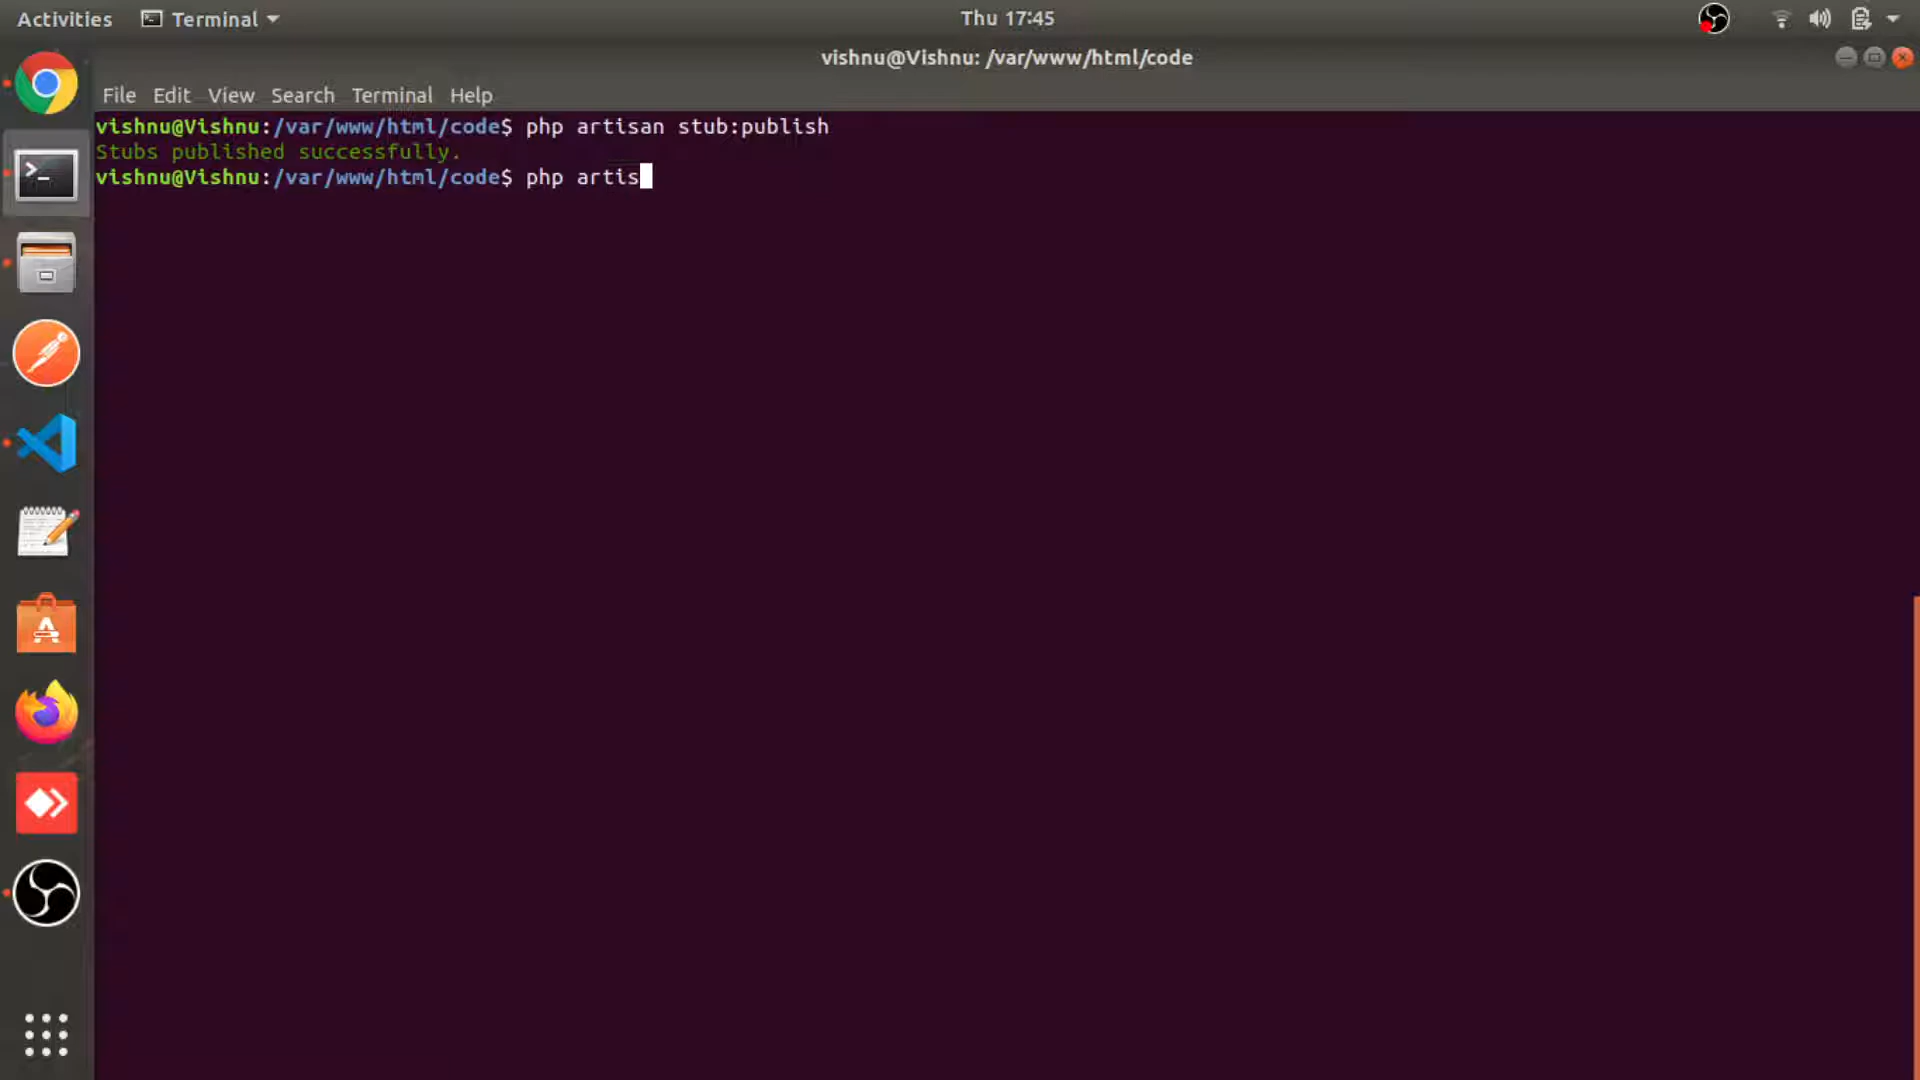 Activities Terminal Thu 17:45
vishnu@Vishnu: /var/www/html/code
File Edit View Search Terminal Help
vishnu@Vishnu:/var/www/html/code$ php artisan stub:publish
Stubs published successfully.
vishnu@Vishnu:/var/www/html/code$ php artis